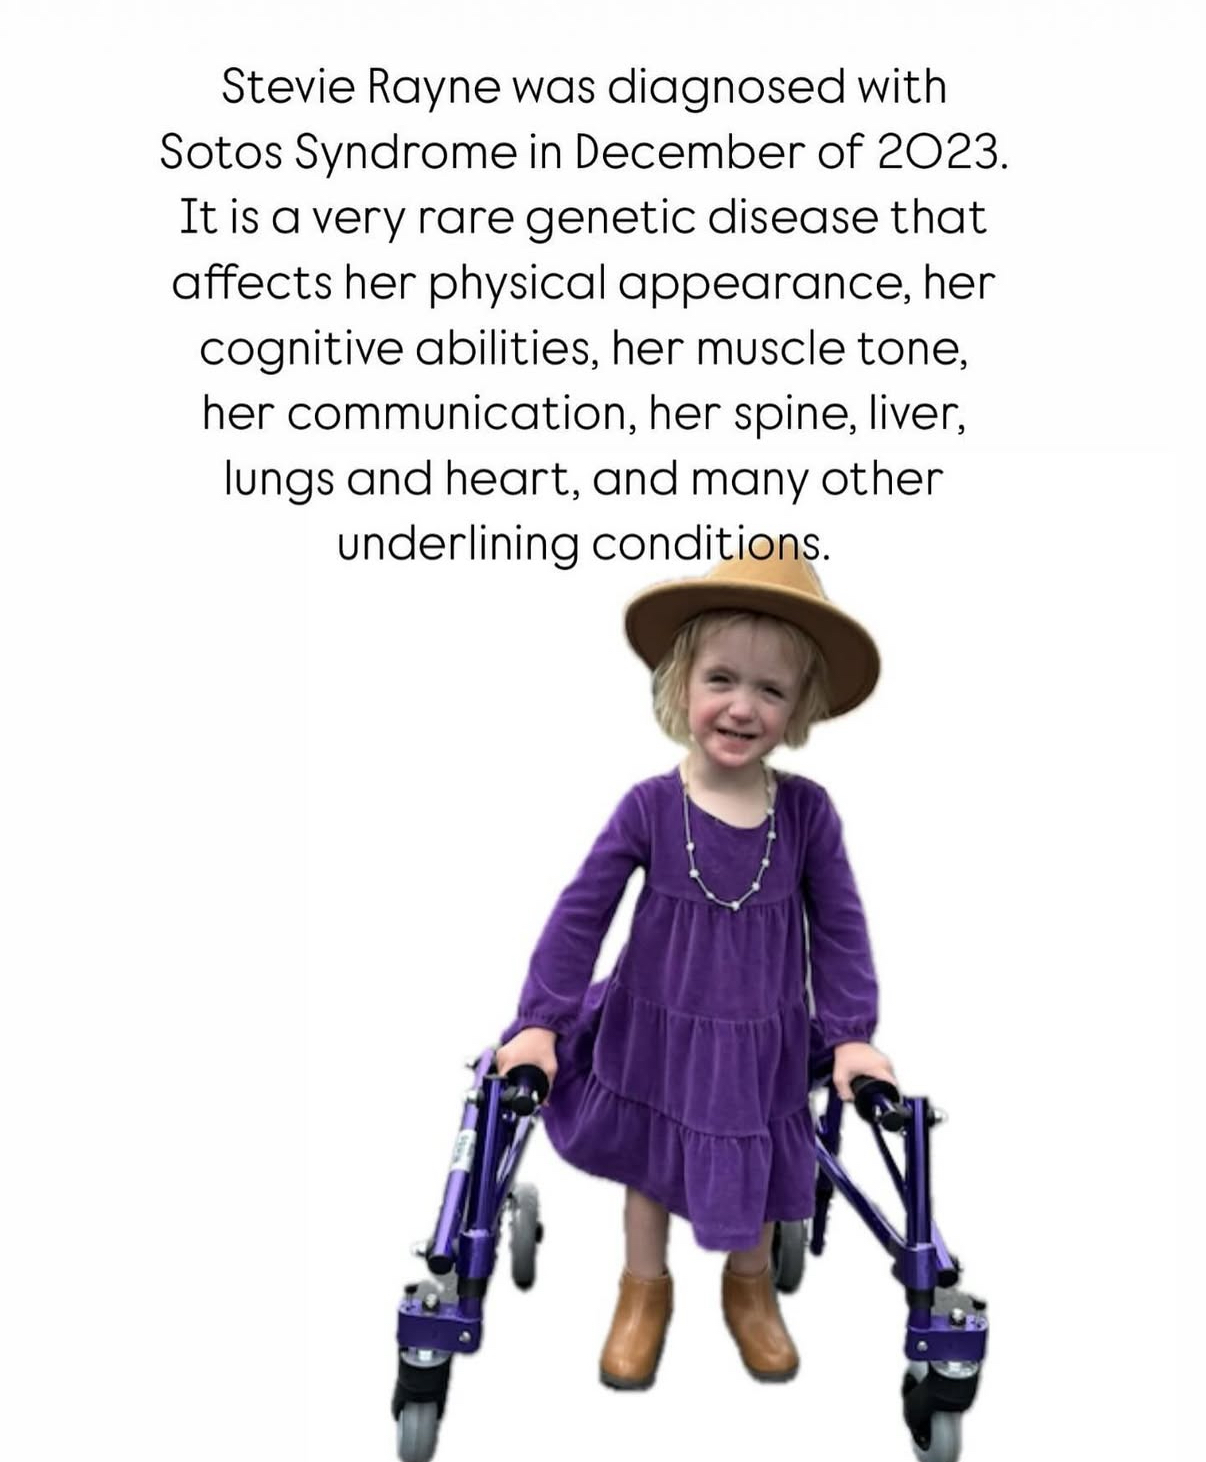 Stevie Rayne was diagnosed with
Sotos Syndrome in December of 2023.
It is a very rare genetic disease that
affects her physical appearance, her
cognitive abilities, her muscle tone,
her communication, her spine, liver,
lungs and heart, and many other
underlining conditions.